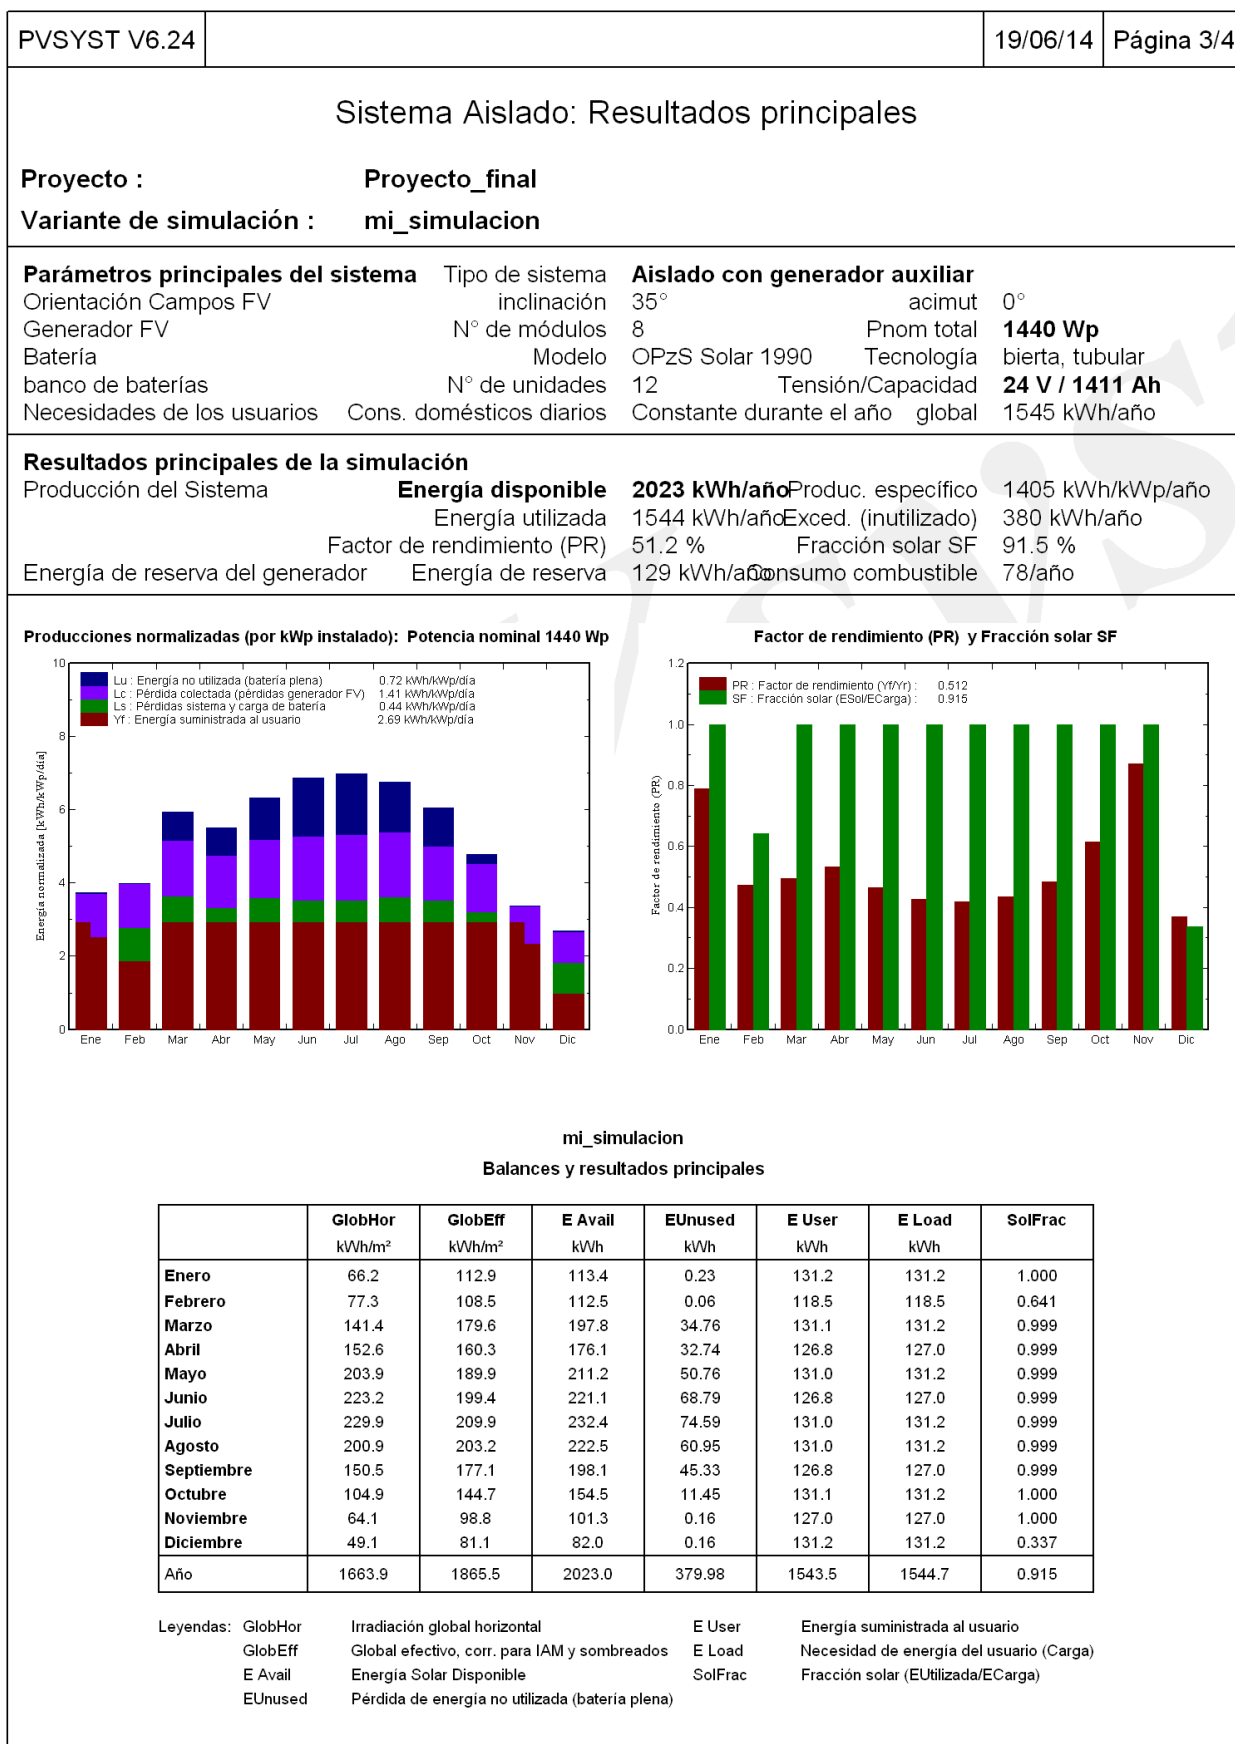 PVSYST V6.24 19/06/14 Página 3/4
Sistema Aislado: Resultados principales
Proyecto : Proyecto_final
Variante de simulación : mi_simulacion
Parámetros principales del sistema Tipo de sistema Aislado con generador auxiliar
Orientación Campos FV inclinación 35° acimut 0°
Generador FV N° de módulos 8 Pnom total 1440 Wp
Batería Modelo OPzS Solar 1990 Tecnología bierta, tubular
banco de baterías N° de unidades 12 Tensión/Capacidad 24 V / 1411 Ah
Necesidades de los usuarios Cons. domésticos diarios Constante durante el año global 1545 kWh/año
Resultados principales de la simulación
Producción del Sistema Energía disponible 2023 kWh/año Produc. específico 1405 kWh/kWp/año
Energía utilizada 1544 kWh/año Exced. (inutilizado) 380 kWh/año
Factor de rendimiento (PR) 51.2 % Fracción solar SF 91.5 %
Energía de reserva del generador Energía de reserva 129 kWh/año Consumo combustible 78/año
Producciones normalizadas (por kWp instalado): Potencia nominal 1440 Wp
Lu : Energía no utilizada (batería plena) 0.72 kWh/kWp/día
Lc : Pérdida colectada (pérdidas generador FV) 1.41 kWh/kWp/día
Ls : Pérdidas sistema y carga de batería 0.44 kWh/kWp/día
Yf : Energía suministrada al usuario 2.69 kWh/kWp/día
Energía normalizada [kWh/kWp/día]
10
8
6
4
2
0
Ene Feb Mar Abr May Jun Jul Ago Sep Oct Nov Dic
Factor de rendimiento (PR) y Fracción solar SF
PR : Factor de rendimiento (Yf/Yr) : 0.512
SF : Fracción solar (ESol/ECarga) : 0.915
Factor de rendimiento (PR)
1.2
1.0
0.8
0.6
0.4
0.2
0.0
Ene Feb Mar Abr May Jun Jul Ago Sep Oct Nov Dic
mi_simulacion
Balances y resultados principales
GlobHor GlobEff E Avail EUnused E User E Load SolFrac
kWh/m² kWh/m² kWh kWh kWh kWh
Enero 66.2 112.9 113.4 0.23 131.2 131.2 1.000
Febrero 77.3 108.5 112.5 0.06 118.5 118.5 0.641
Marzo 141.4 179.6 197.8 34.76 131.1 131.2 0.999
Abril 152.6 160.3 176.1 32.74 126.8 127.0 0.999
Mayo 203.9 189.9 211.2 50.76 131.0 131.2 0.999
Junio 223.2 199.4 221.1 68.79 126.8 127.0 0.999
Julio 229.9 209.9 232.4 74.59 131.0 131.2 0.999
Agosto 200.9 203.2 222.5 60.95 131.0 131.2 0.999
Septiembre 150.5 177.1 198.1 45.33 126.8 127.0 0.999
Octubre 104.9 144.7 154.5 11.45 131.1 131.2 1.000
Noviembre 64.1 98.8 101.3 0.16 127.0 127.0 1.000
Diciembre 49.1 81.1 82.0 0.16 131.2 131.2 0.337
Año 1663.9 1865.5 2023.0 379.98 1543.5 1544.7 0.915
Leyendas: GlobHor Irradiación global horizontal E User Energía suministrada al usuario
GlobEff Global efectivo, corr. para IAM y sombreados E Load Necesidad de energía del usuario (Carga)
E Avail Energía Solar Disponible SolFrac Fracción solar (EUtilizada/ECarga)
EUnused Pérdida de energía no utilizada (batería plena)